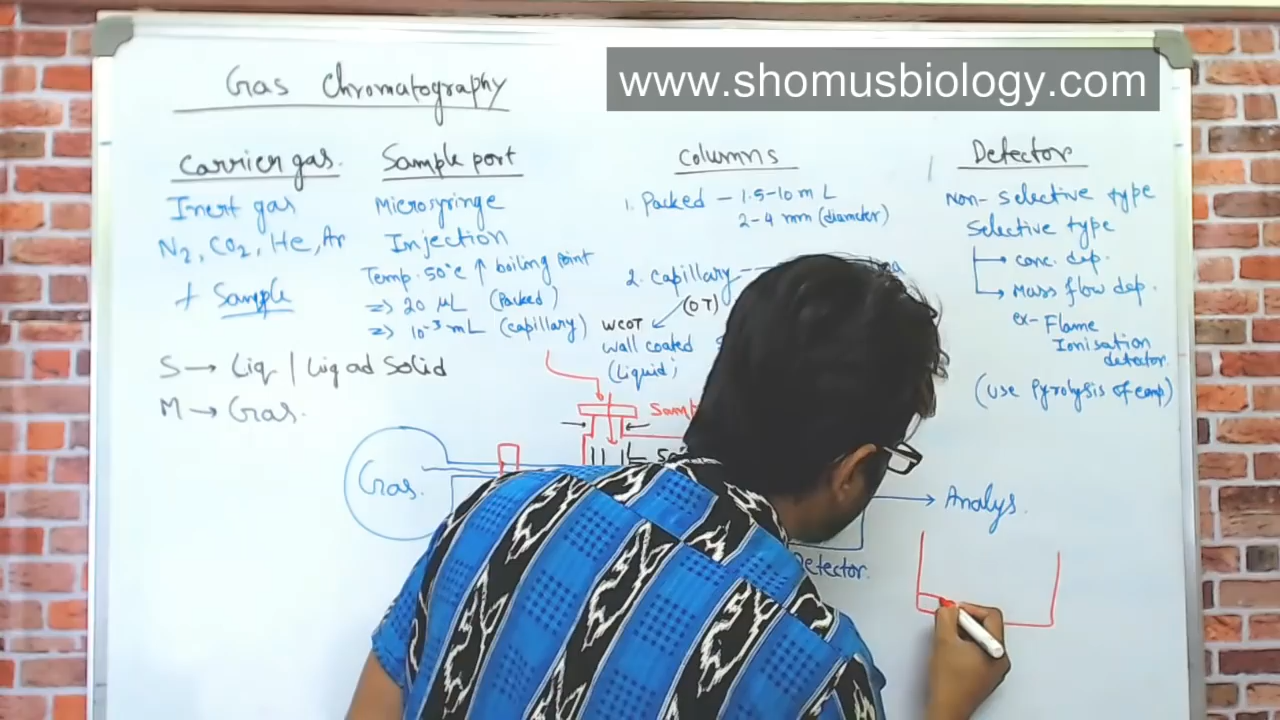 www.shomusbiology.com
Gas Chromatography
Carrier gas.
Inert gas
N2, CO2, He, Ar
+ Sample
S → Liq / Liq ad Solid
M → Gas.
Sample port
Microsyringe
Injection
Temp. 50°C ↑ boiling point
=> 20 μL (Packed)
=> 10⁻³ mL (capillary)
Columns
1. Packed - 1.5-10 m L
2-4 mm (diameter)
2. Capillary
(OT)
WCOT
Wall coated
(Liquid)
Detector
Non-Selective type
Selective type
→ conc. dep.
→ Mass flow dep.
ex- Flame
Ionisation
detector.
(Use Pyrolysis of comp)
Gas.
Analys.
Detector.